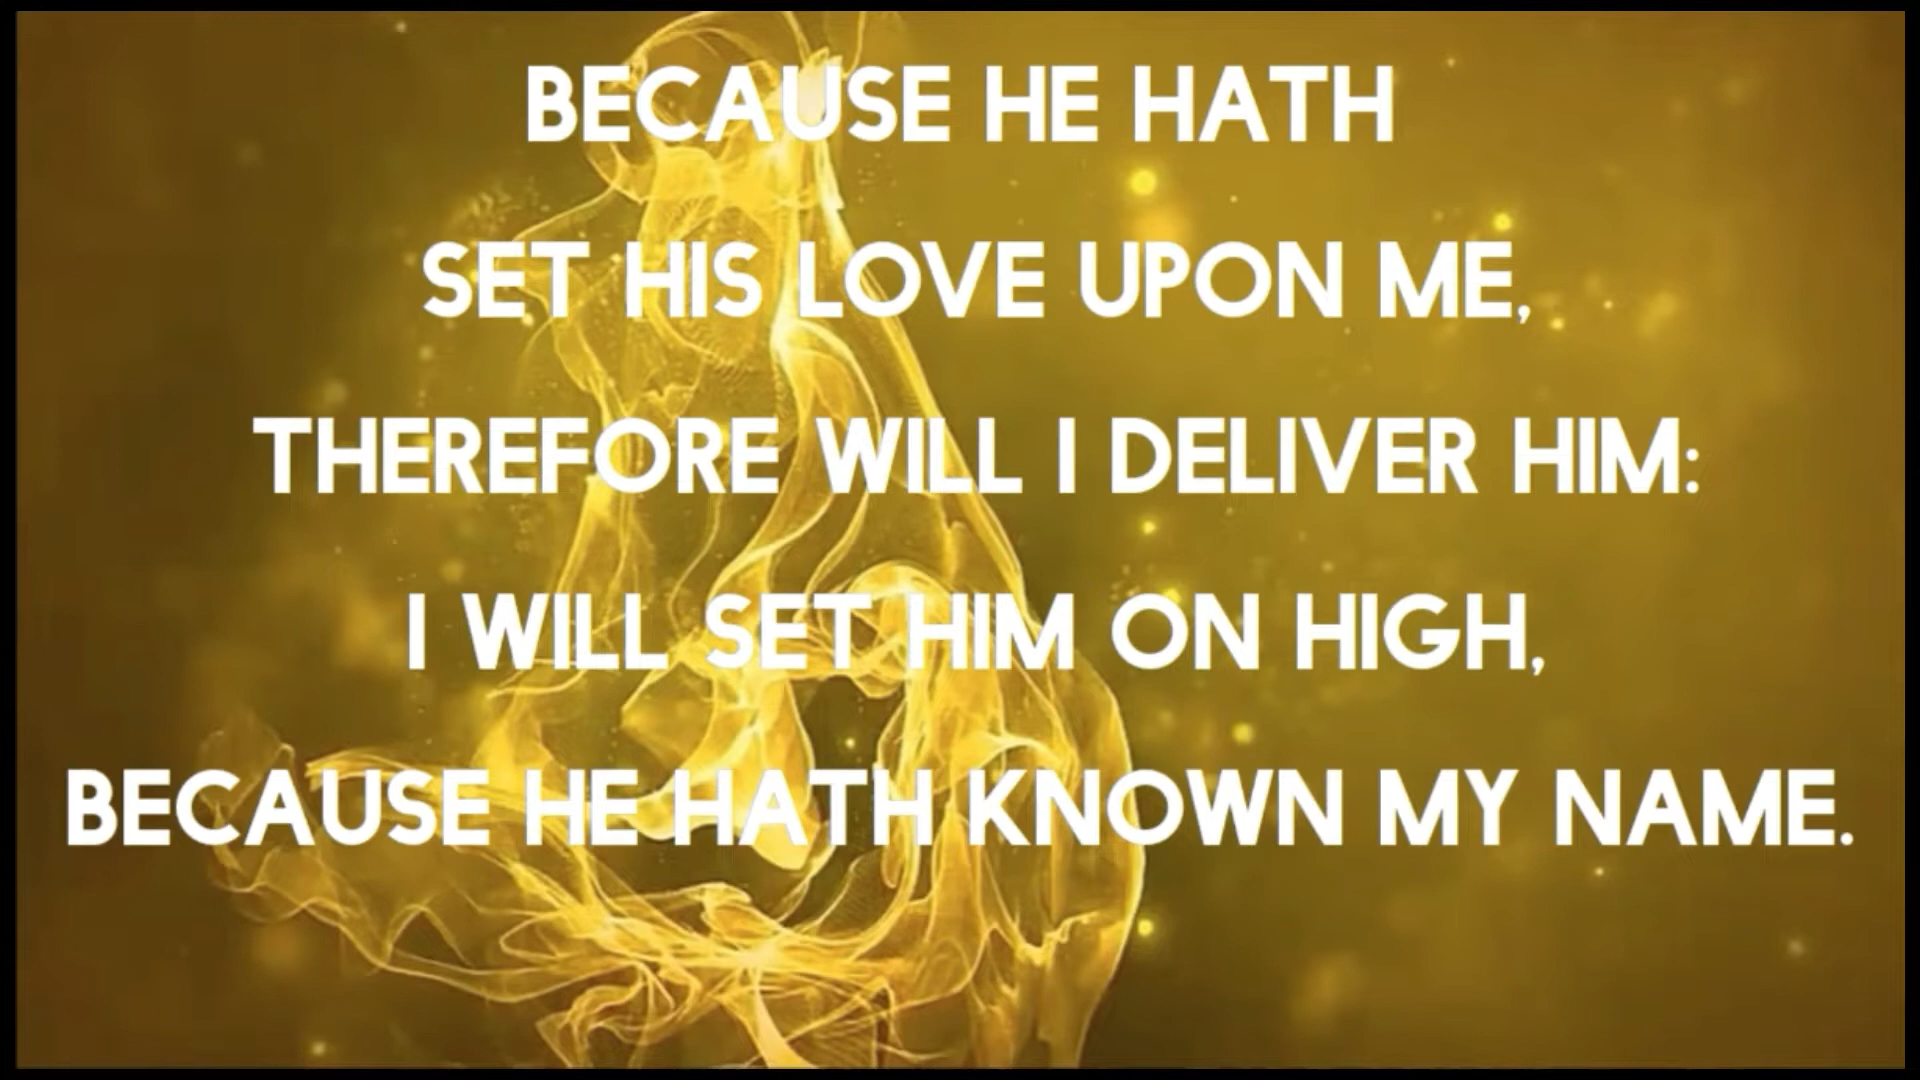 BECAUSE HE HATH
SET HIS LOVE UPON ME,
THEREFORE WILL I DELIVER HIM:
I WILL SET HIM ON HIGH,
BECAUSE HE HATH KNOWN MY NAME.